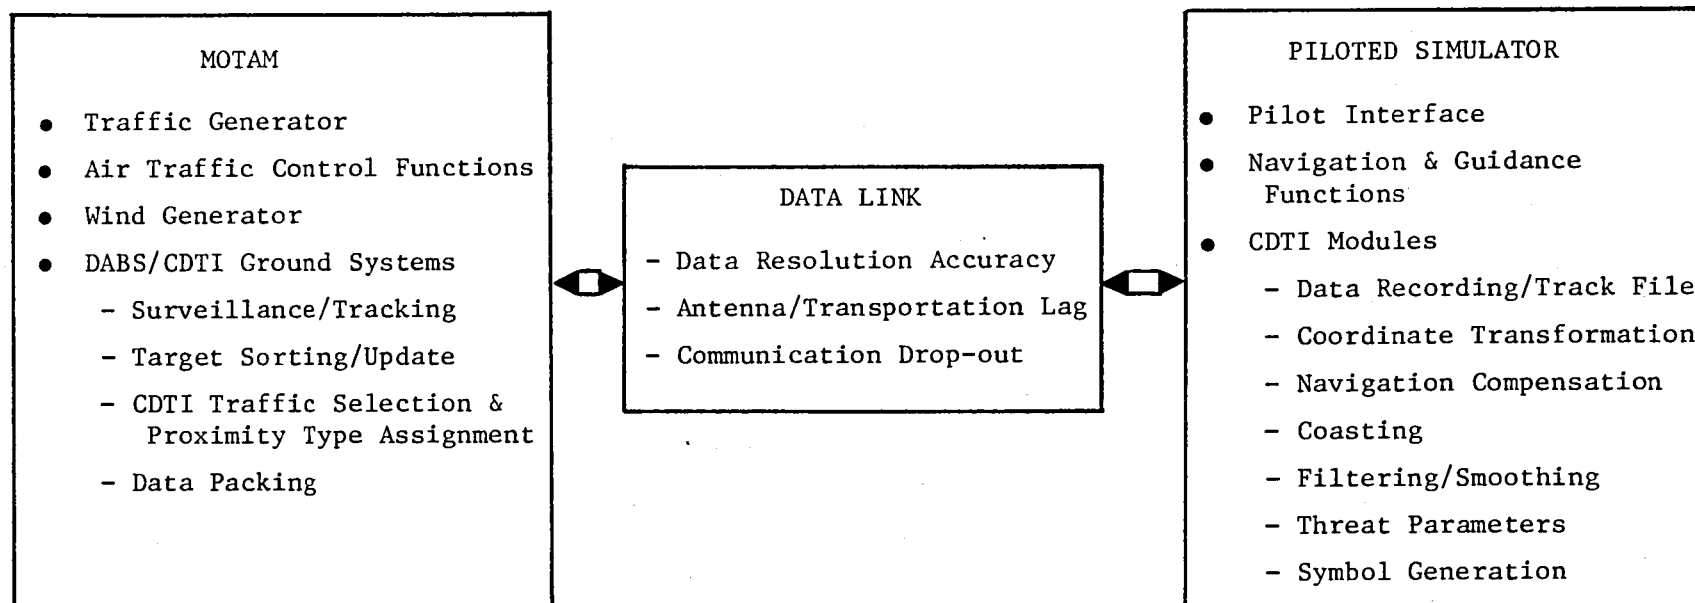 MOTAM
● Traffic Generator
● Air Traffic Control Functions
● Wind Generator
● DABS/CDTI Ground Systems
– Surveillance/Tracking
– Target Sorting/Update
– CDTI Traffic Selection &
Proximity Type Assignment
– Data Packing
DATA LINK
– Data Resolution Accuracy
– Antenna/Transportation Lag
– Communication Drop-out
PILOTED SIMULATOR
● Pilot Interface
● Navigation & Guidance
Functions
● CDTI Modules
– Data Recording/Track File
– Coordinate Transformation
– Navigation Compensation
– Coasting
– Filtering/Smoothing
– Threat Parameters
– Symbol Generation